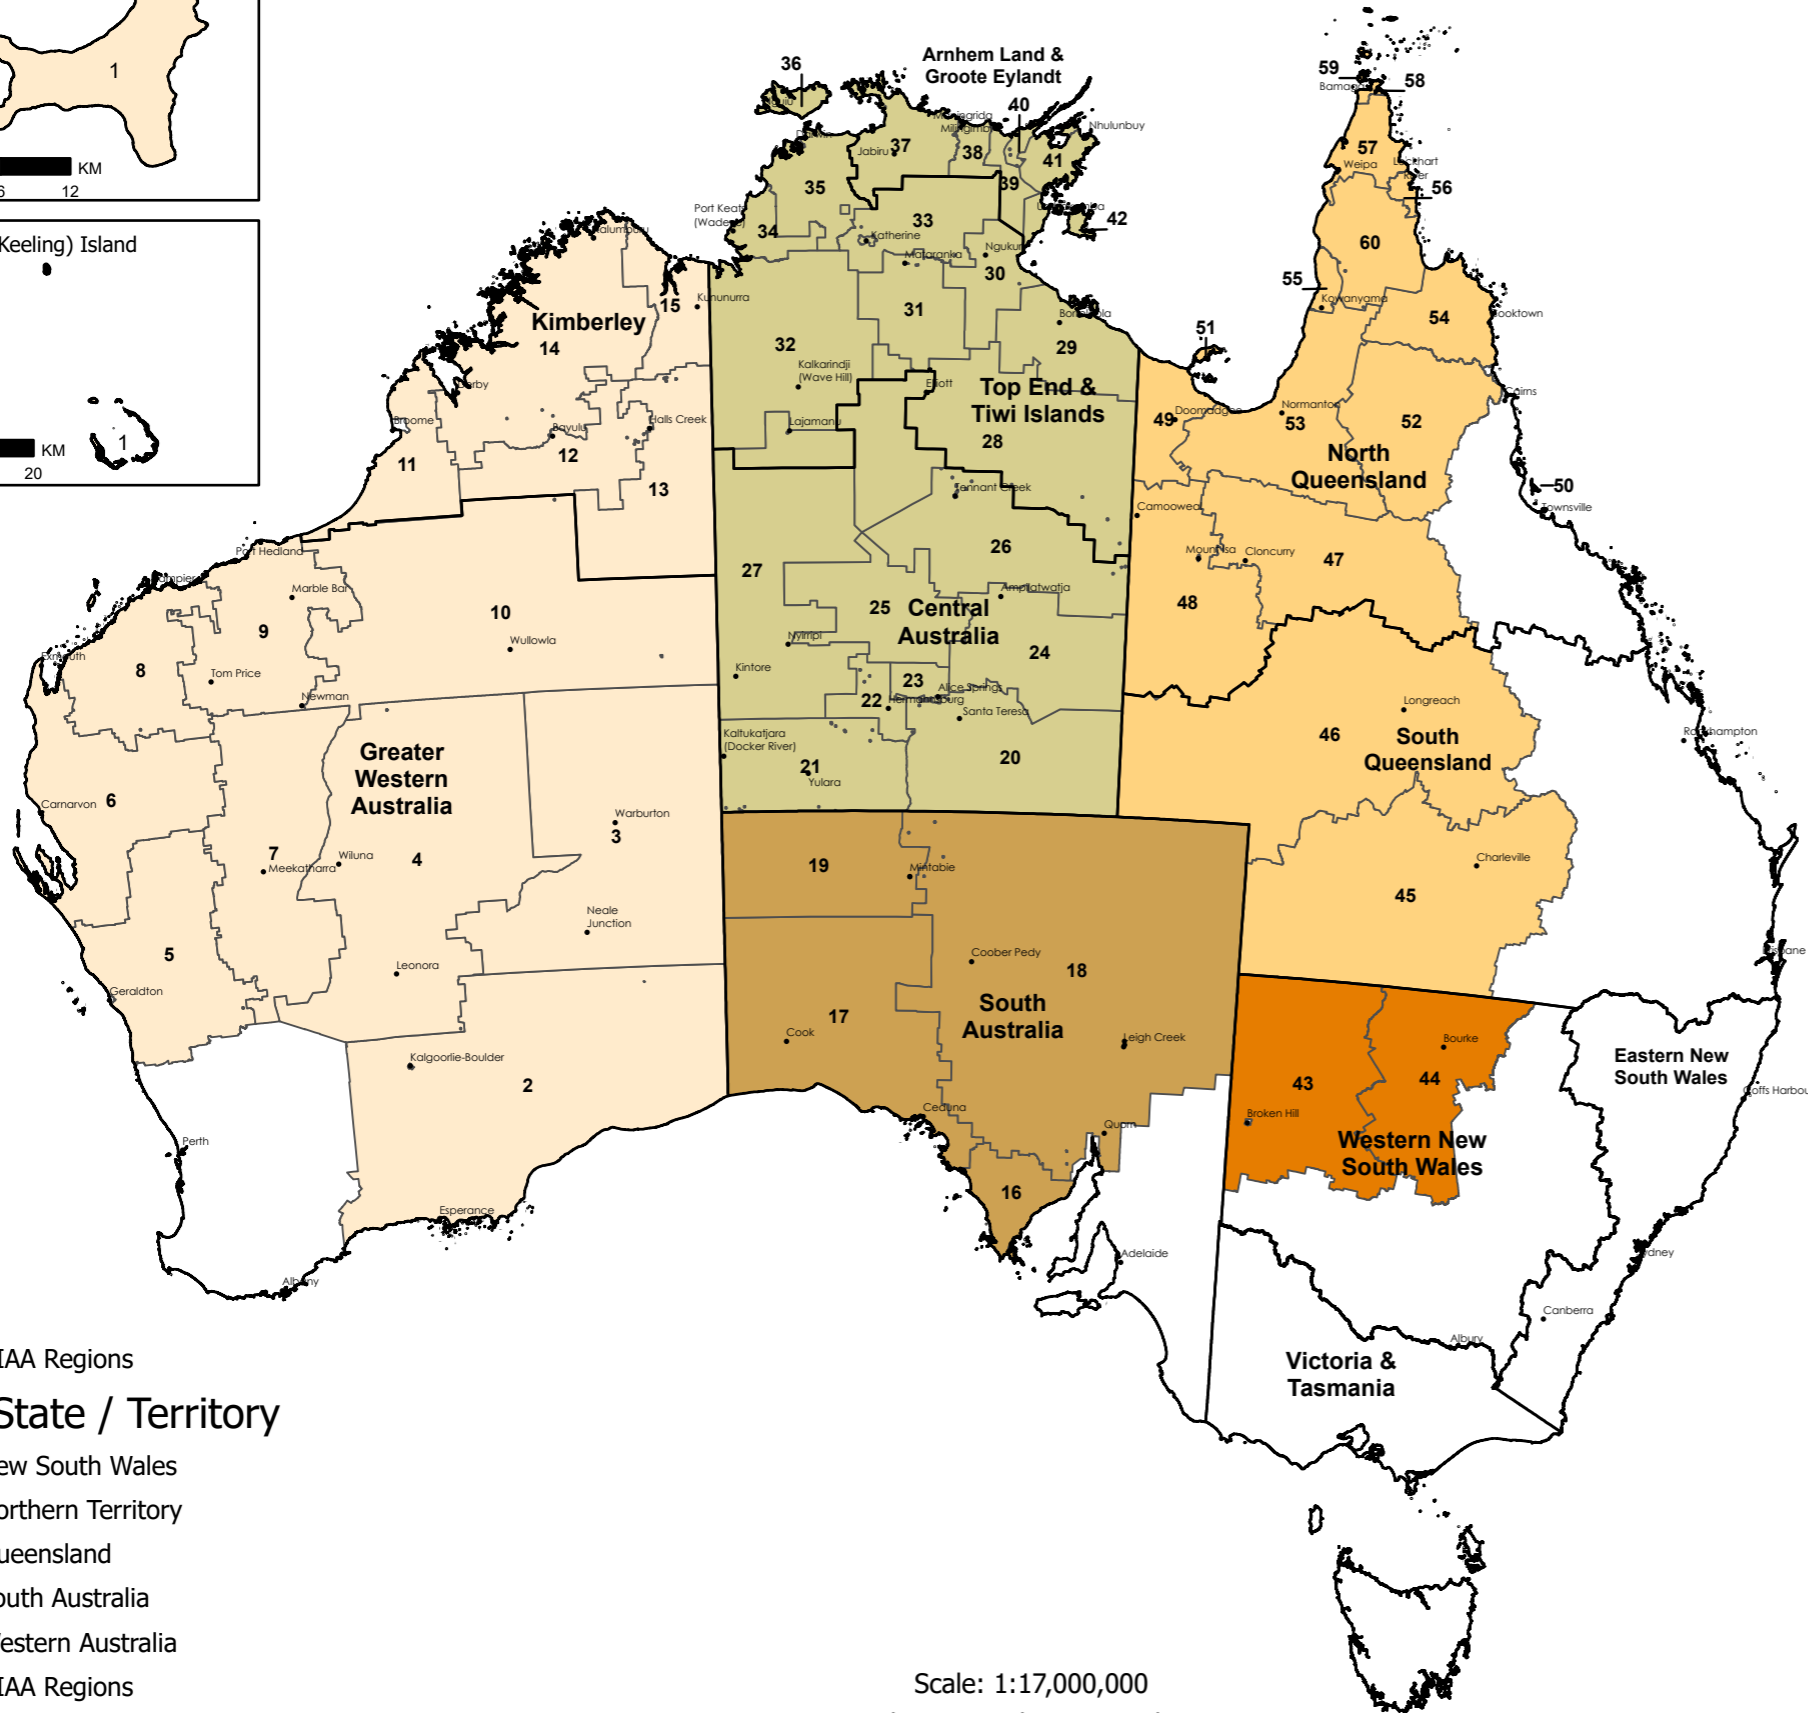 1
KM
12
Keeling) Island
KM
20
1
Arnhem Land &
Groote Eylandt
36
40
59
58
Nhulunbuy
Jabiru
37
38
41
57
Weipa
35
39
56
Port Keats
(Wadeye)
34
33
42
Katherine
Mataranka
Ngukurr
30
60
55
Kowanyama
15
Kununurra
Kimberley
14
31
Borroloola
54
Cooktown
32
29
51
Kalkarindji
(Wave Hill)
Derby
Elliott
Top End &
Tiwi Islands
Cairns
Broome
Halls Creek
Bayulu
Lajamanu
49
Doomadgee
Normanton
53
52
11
12
28
North
Queensland
13
Tennant Creek
50
Townsville
Camooweal
Port Hedland
Dampier
26
Mount Isa
Cloncurry
47
27
Marble Bar
Ampilatwatja
10
25
Central
Australia
48
9
Wullowla
Nyirripi
Exmouth
8
Tom Price
Kintore
24
23
Newman
22
Hermannsburg
Alice Springs
Santa Teresa
Longreach
Greater
Western
Australia
Kaltukatjara
(Docker River)
46
South
Queensland
Rockhampton
21
Yulara
20
Carnarvon
6
Warburton
3
7
Meekatharra
Wiluna
4
19
Mintabie
Charleville
45
Neale
Junction
5
Leonora
Coober Pedy
18
Brisbane
Geraldton
South
Australia
17
Cook
Leigh Creek
Bourke
Kalgoorlie-Boulder
2
43
44
Eastern New
South Wales
Coffs Harbou
Ceduna
Quorn
Broken Hill
Perth
Western New
South Wales
16
Esperance
Adelaide
Sydney
Albany
Canberra
Albury
IAA Regions
Victoria &
Tasmania
State / Territory
ew South Wales
orthern Territory
ueensland
outh Australia
estern Australia
IAA Regions
Scale: 1:17,000,000